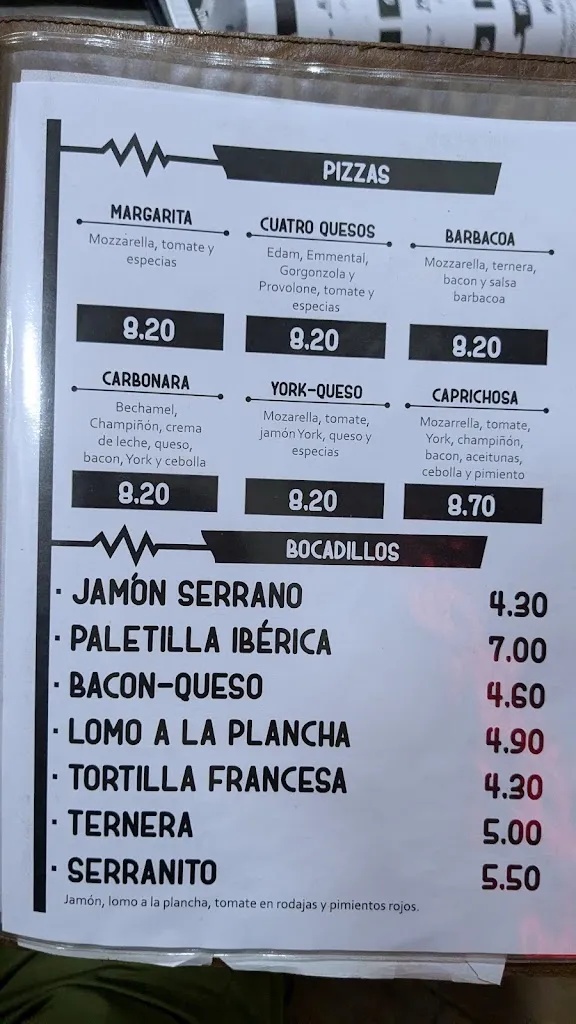 PIZZAS
MARGARITA
Mozzarella, tomate y
especias
8.20
CUATRO QUESOS
Edam, Emmental,
Gorgonzola y
Provolone, tomate y
especias
8.20
BARBACOA
Mozzarella, ternera,
bacon y salsa
barbacoa
8.20
CARBONARA
Bechamel,
Champiñón, crema
de leche, queso,
bacon, York y cebolla
8.20
YORK-QUESO
Mozarella, tomate,
jamón York, queso y
especias
8.20
CAPRICHOSA
Mozarrella, tomate,
York, champiñón,
bacon, aceitunas,
cebolla y pimiento
8.70
BOCADILLOS
· JAMÓN SERRANO 4.30
· PALETILLA IBÉRICA 7.00
· BACON-QUESO 4.60
· LOMO A LA PLANCHA 4.90
· TORTILLA FRANCESA 4.30
· TERNERA 5.00
· SERRANITO 5.50
Jamón, lomo a la plancha, tomate en rodajas y pimientos rojos.